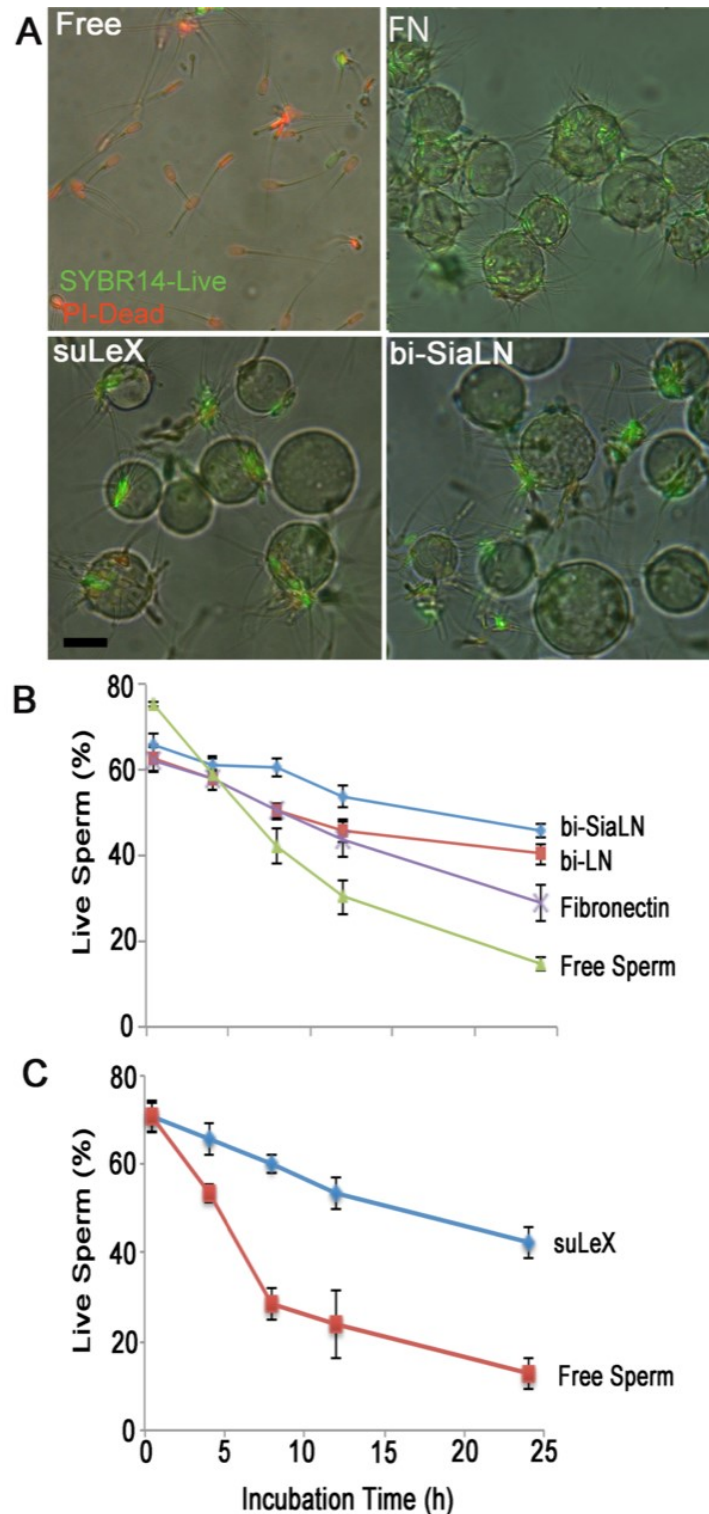 A
Free
FN
SYBR14-Live
PI-Dead
suLeX
bi-SiaLN
B
80
60
40
20
0
Live Sperm (%)
bi-SiaLN
bi-LN
Fibronectin
Free Sperm
C
80
60
40
20
0
Live Sperm (%)
suLeX
Free Sperm
0 5 10 15 20 25
Incubation Time (h)